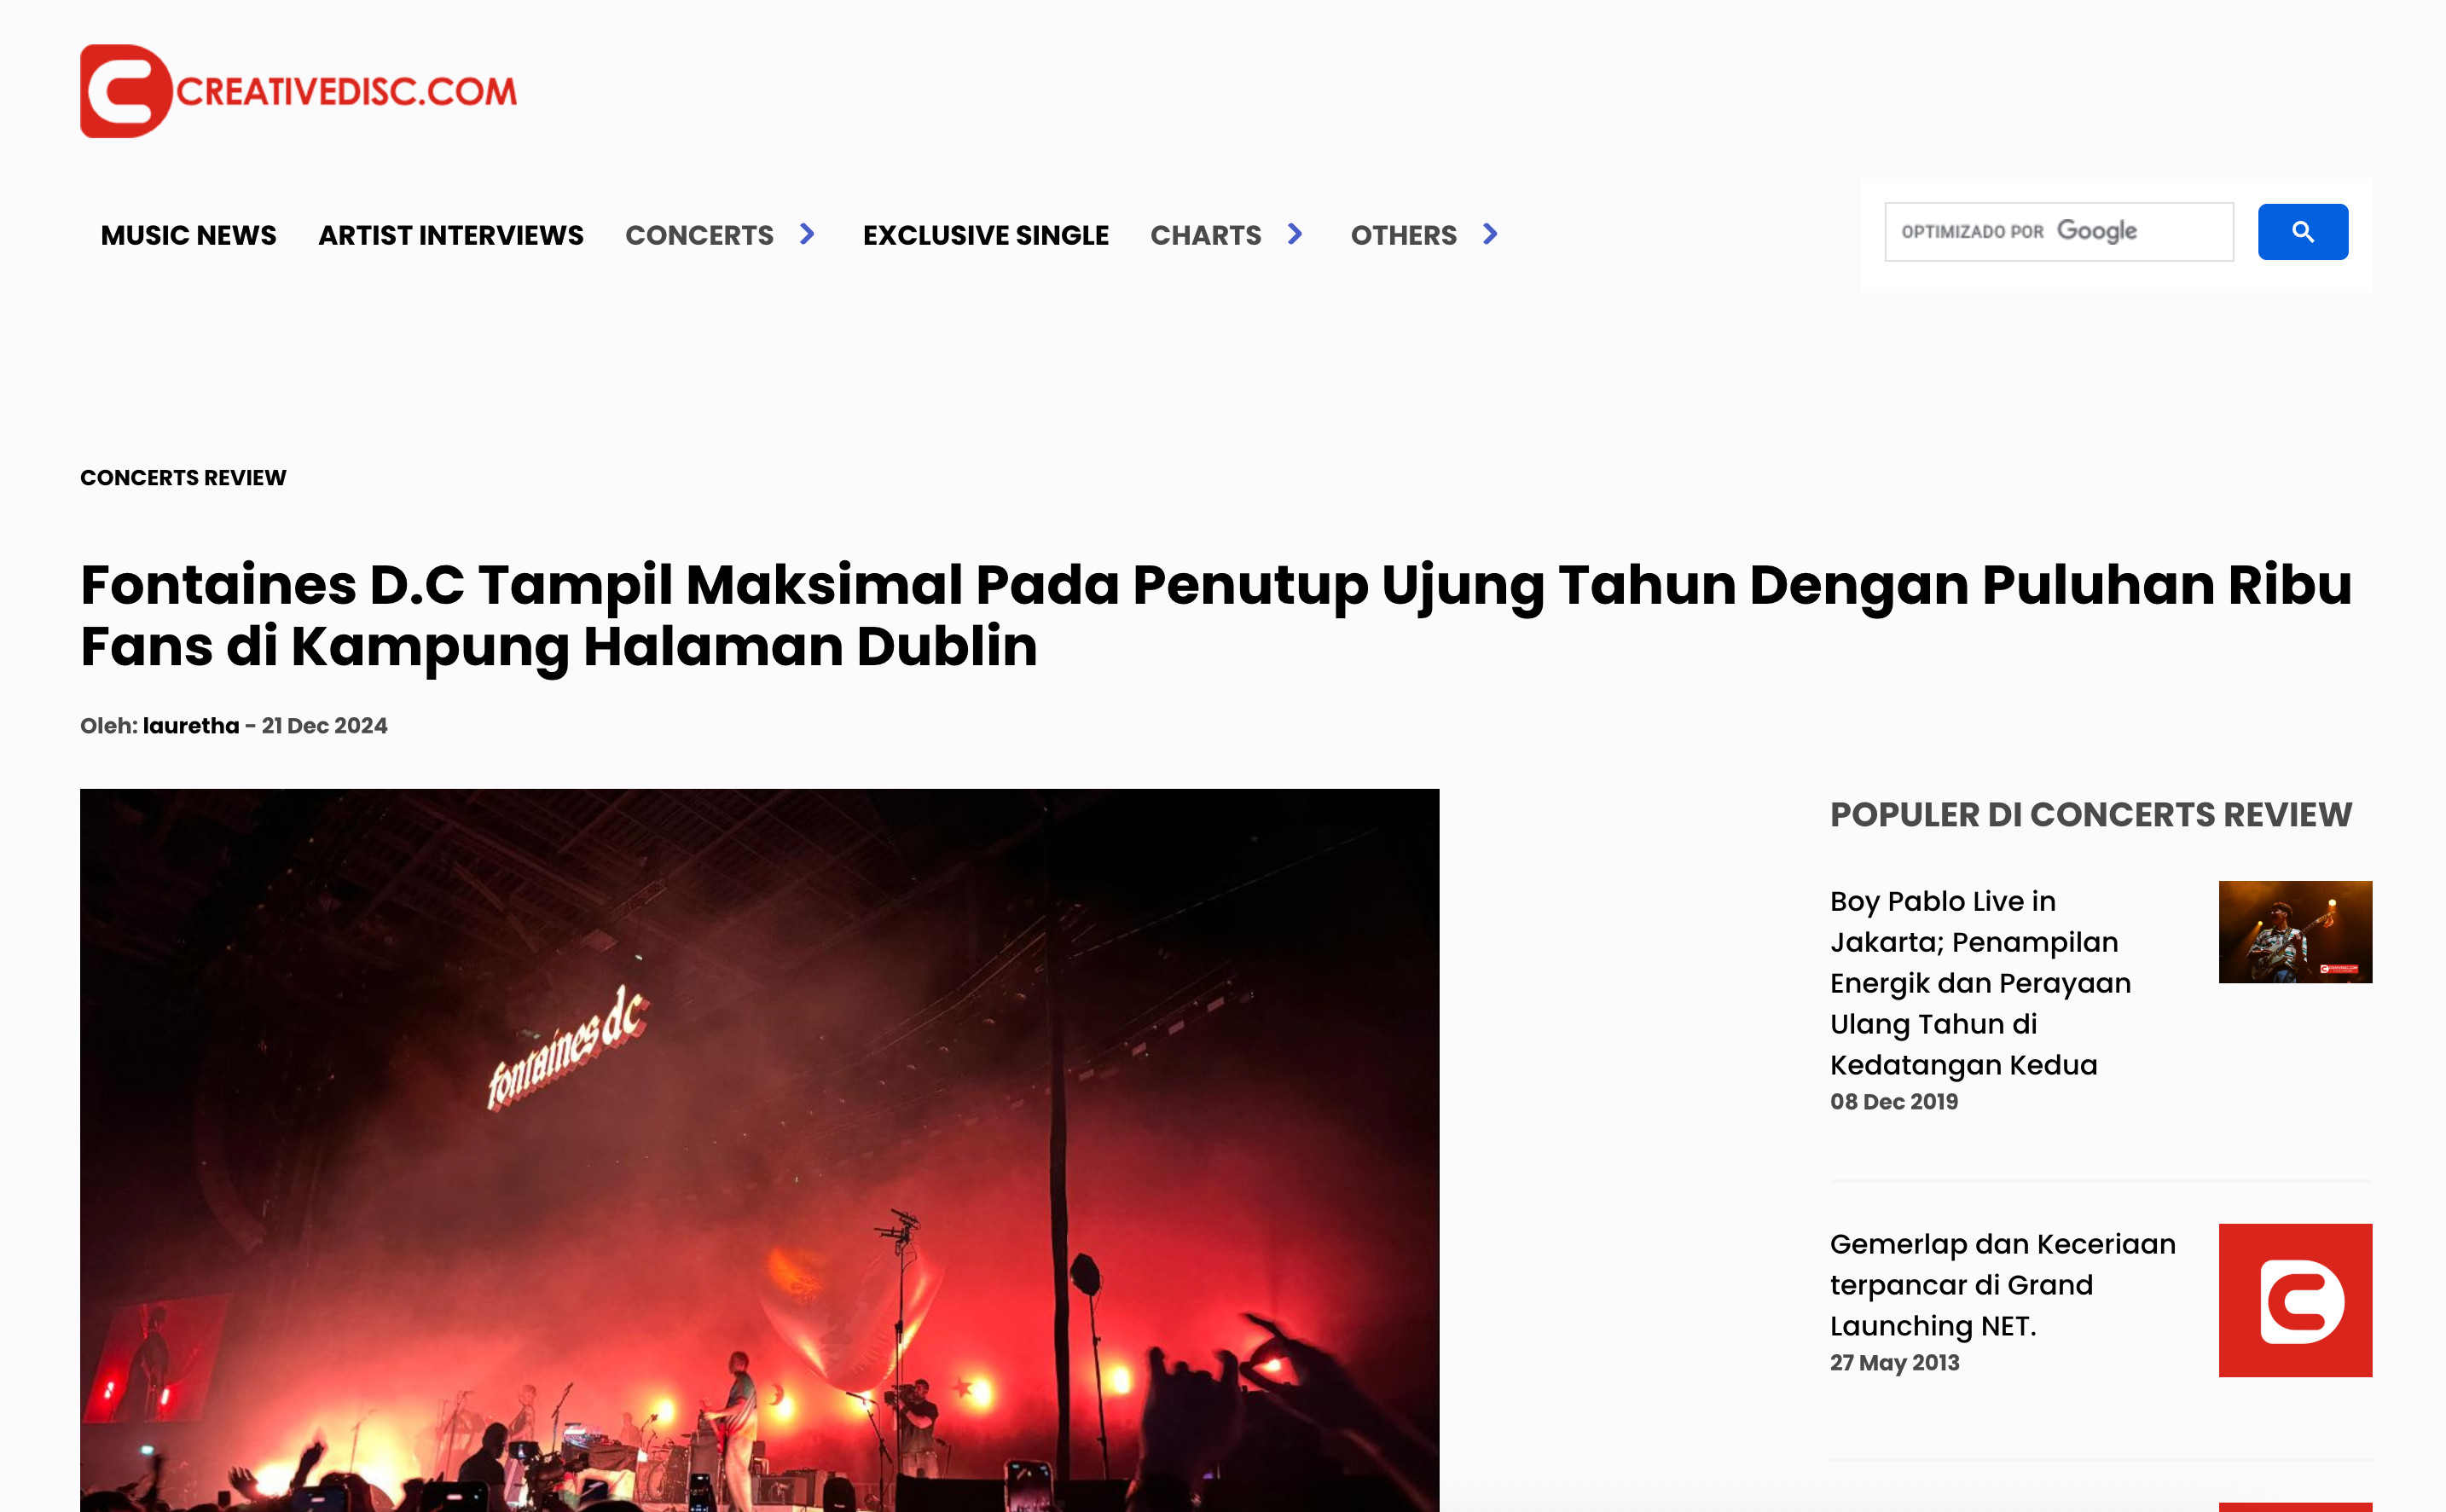 CREATIVEDISC.COM
MUSIC NEWS
ARTIST INTERVIEWS
CONCERTS
EXCLUSIVE SINGLE
CHARTS
OTHERS
OPTIMIZADO POR Google
CONCERTS REVIEW
Fontaines D.C Tampil Maksimal Pada Penutup Ujung Tahun Dengan Puluhan Ribu
Fans di Kampung Halaman Dublin
Oleh: lauretha - 21 Dec 2024
fontaines dc
POPULER DI CONCERTS REVIEW
Boy Pablo Live in
Jakarta; Penampilan
Energik dan Perayaan
Ulang Tahun di
Kedatangan Kedua
08 Dec 2019
Gemerlap dan Keceriaan
terpancar di Grand
Launching NET.
27 May 2013